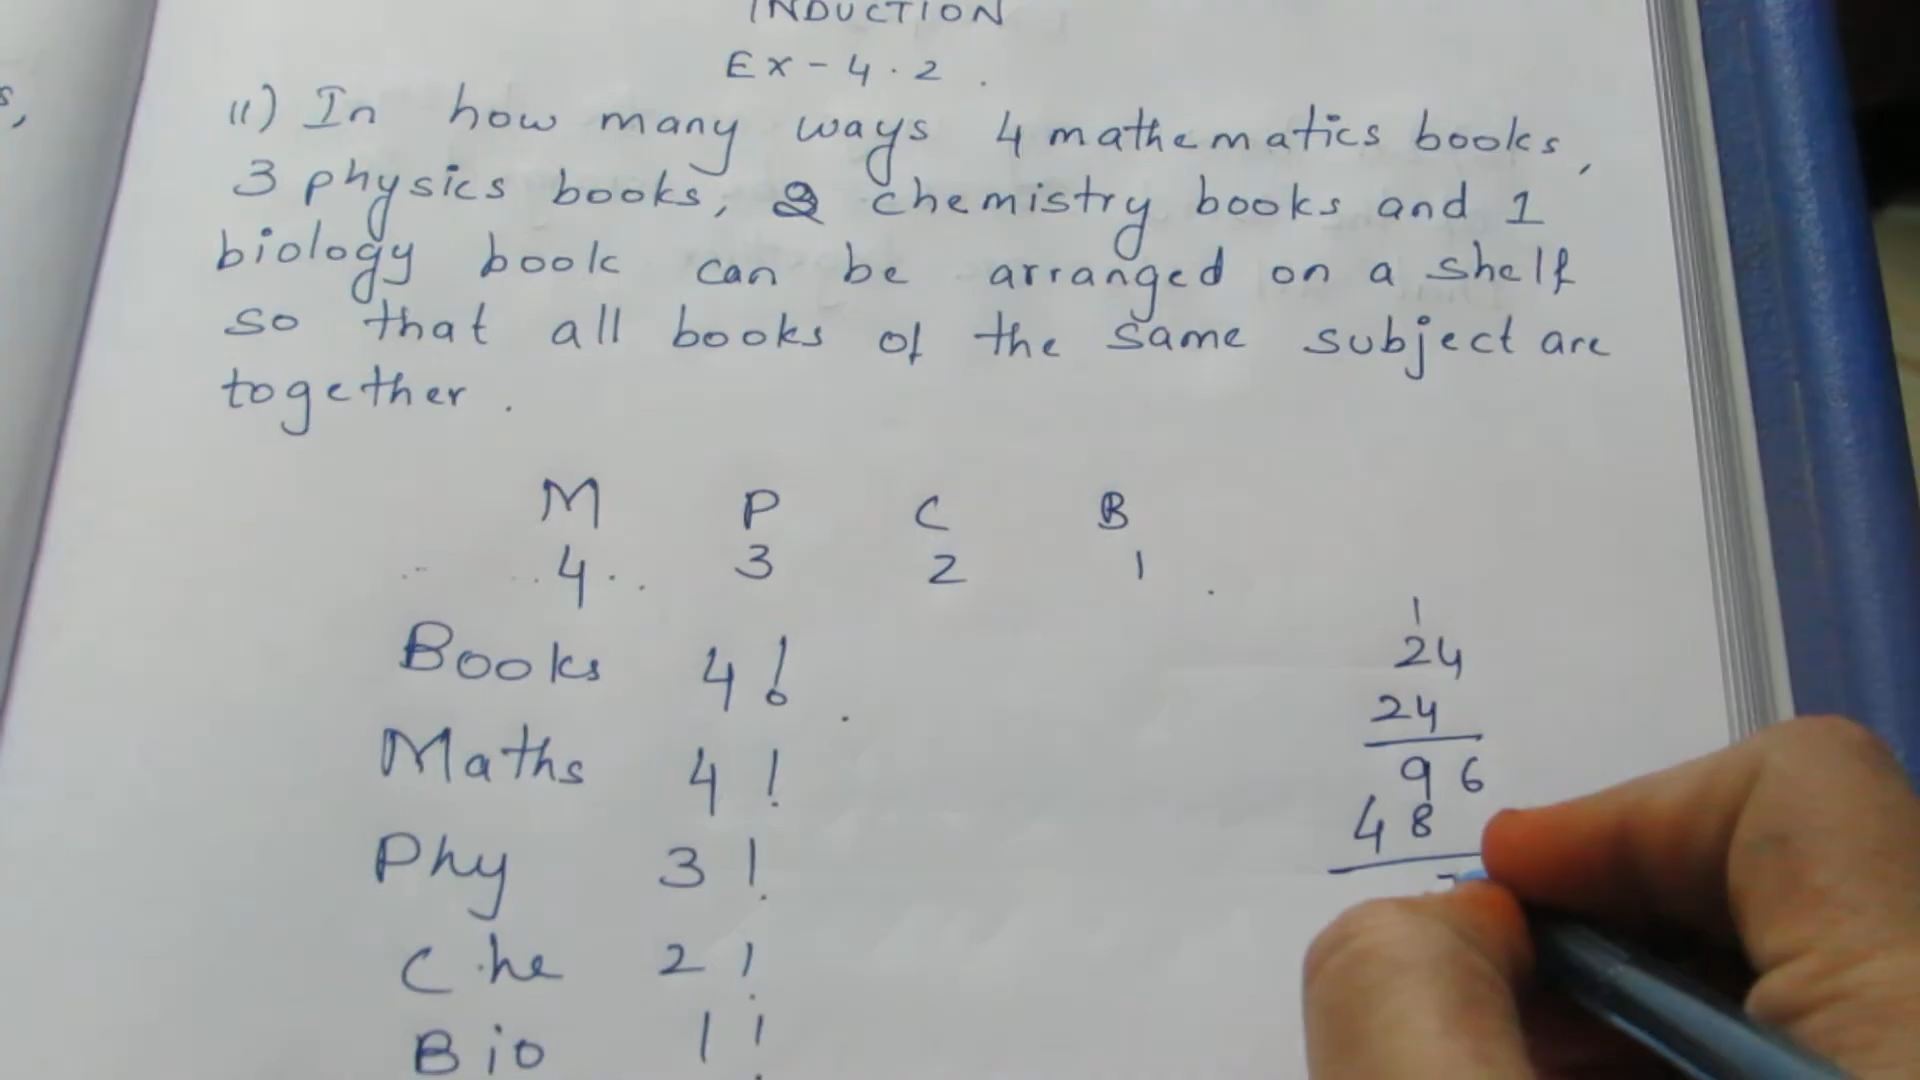 s,
INDUCTION
Ex - 4.2.
11) In how many ways 4 mathematics books,
3 physics books, 2 chemistry books and 1
biology book can be arranged on a shelf
so that all books of the same subject are
together.
M P C B
4 3 2 1
1
24
Books 4!
24
Maths 4!
96
48
Phy 3!
Che 2!
Bio 1!